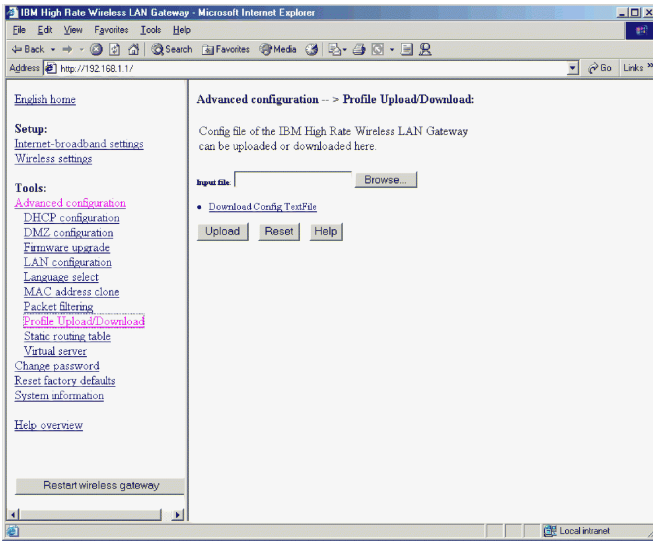 IBM High Rate Wireless LAN Gateway - Microsoft Internet Explorer
File Edit View Favorites Tools Help
Back Search Favorites Media
Address http://192.168.1.1/ Go Links »
English home
Setup:
Internet-broadband settings
Wireless settings
Tools:
Advanced configuration
DHCP configuration
DMZ configuration
Firmware upgrade
LAN configuration
Language select
MAC address clone
Packet filtering
Profile Upload/Download
Static routing table
Virtual server
Change password
Reset factory defaults
System information
Help overview
Restart wireless gateway
Advanced configuration -- > Profile Upload/Download:
Config file of the IBM High Rate Wireless LAN Gateway
can be uploaded or downloaded here.
Input file: Browse...
• Download Config TextFile
Upload Reset Help
Local intranet